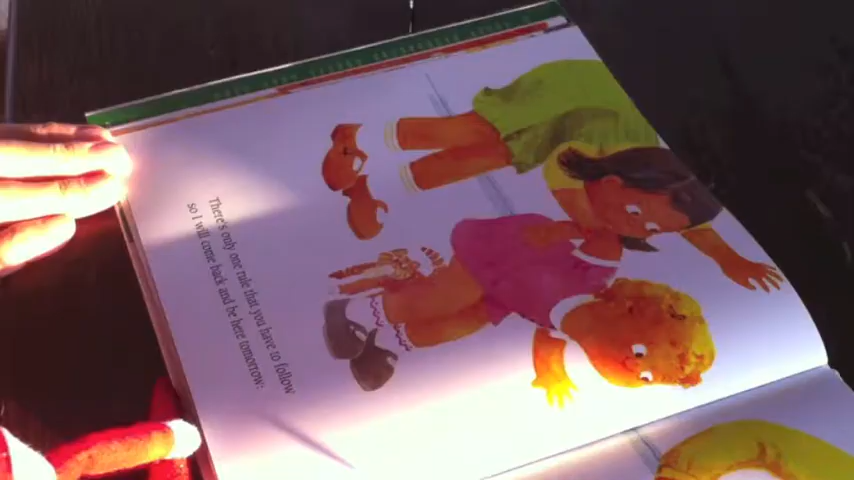 There's only one rule that you have to follow
so I will come back and be here tomorrow: